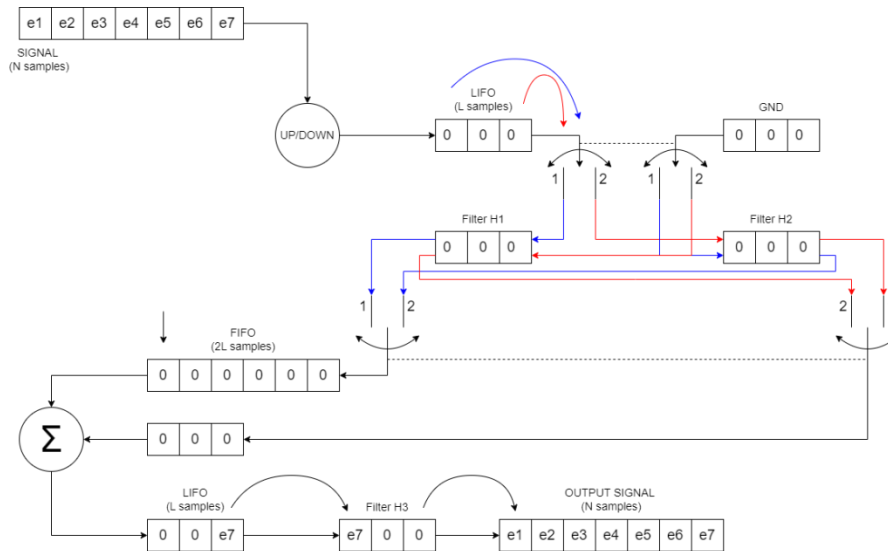 e1 e2 e3 e4 e5 e6 e7
SIGNAL
(N samples)
UP/DOWN
LIFO
(L samples)
0 0 0
GND
0 0 0
1 2
1 2
Filter H1
0 0 0
Filter H2
0 0 0
1 2
2
FIFO
(2L samples)
0 0 0 0 0 0
Σ
0 0 0
LIFO
(L samples)
0 0 e7
Filter H3
e7 0 0
OUTPUT SIGNAL
(N samples)
e1 e2 e3 e4 e5 e6 e7